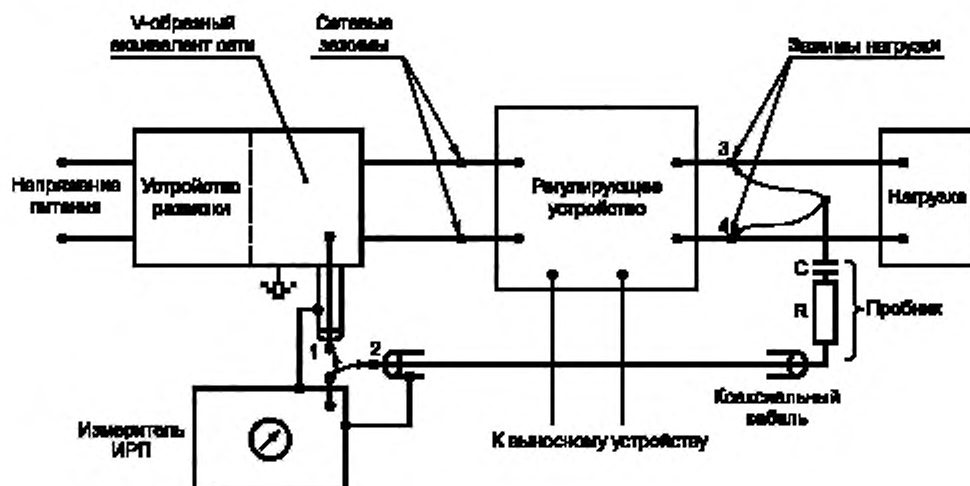 V-образный
эквивалент сети
Сетевые
зажимы
Зажимы нагрузки
3
Напряжение
питания
Устройство
развязки
Регулирующее
устройство
Нагрузка
4
C
R
Пробник
1
2
Коаксиальный
кабель
Измеритель
ИРП
К выносному устройству